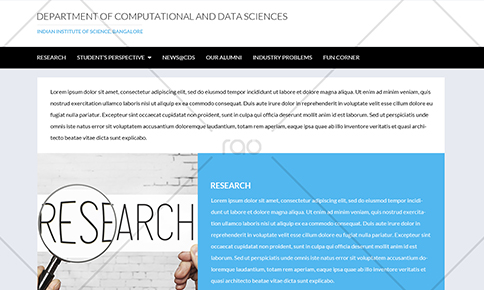 DEPARTMENT OF COMPUTATIONAL AND DATA SCIENCES
INDIAN INSTITUTE OF SCIENCE, BANGALORE
RESEARCH STUDENT'S PERSPECTIVE NEWS@CDS OUR ALUMNI INDUSTRY PROBLEMS FUN CORNER
Lorem ipsum dolor sit amet, consectetur adipiscing elit, sed do eiusmod tempor incididunt ut labore et dolore magna aliqua. Ut enim ad minim veniam, quis
nostrud exercitation ullamco laboris nisi ut aliquip ex ea commodo consequat. Duis aute irure dolor in reprehenderit in voluptate velit esse cillum dolore eu
fugiat nulla pariatur. Excepteur sint occaecat cupidatat non proident, sunt in culpa qui officia deserunt mollit anim id est laborum. Sed ut perspiciatis unde
omnis iste natus error sit voluptatem accusantium doloremque laudantium, totam rem aperiam, eaque ipsa quae ab illo inventore veritatis et quasi archi-
tecto beatae vitae dicta sunt explicabo.
rao
RESEARCH
RESEARCH
Lorem ipsum dolor sit amet, consectetur adipiscing elit, sed do eiusmod tempor incidi-
dunt ut labore et dolore magna aliqua. Ut enim ad minim veniam, quis nostrud exercita-
tion ullamco laboris nisi ut aliquip ex ea commodo consequat. Duis aute irure dolor in
reprehenderit in voluptate velit esse cillum dolore eu fugiat nulla pariatur. Excepteur
sint occaecat cupidatat non proident, sunt in culpa qui officia deserunt mollit anim id
est laborum. Sed ut perspiciatis unde omnis iste natus error sit voluptatem accusantium do-
loremque laudantium, totam rem aperiam, eaque ipsa quae ab illo inventore veritatis et
quasi architecto beatae vitae dicta sunt explicabo.